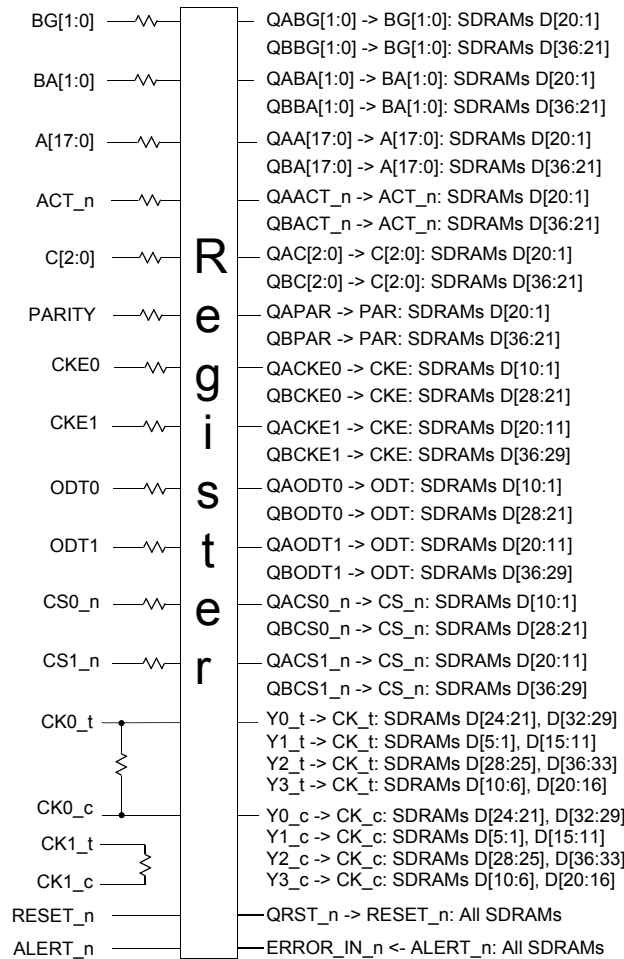 BG[1:0] QABG[1:0] -> BG[1:0]: SDRAMs D[20:1]
QBBG[1:0] -> BG[1:0]: SDRAMs D[36:21]
BA[1:0] QABA[1:0] -> BA[1:0]: SDRAMs D[20:1]
QBBA[1:0] -> BA[1:0]: SDRAMs D[36:21]
A[17:0] QAA[17:0] -> A[17:0]: SDRAMs D[20:1]
QBA[17:0] -> A[17:0]: SDRAMs D[36:21]
ACT_n QAACT_n -> ACT_n: SDRAMs D[20:1]
QBACT_n -> ACT_n: SDRAMs D[36:21]
C[2:0] QAC[2:0] -> C[2:0]: SDRAMs D[20:1]
QBC[2:0] -> C[2:0]: SDRAMs D[36:21]
PARITY QAPAR -> PAR: SDRAMs D[20:1]
QBPAR -> PAR: SDRAMs D[36:21]
CKE0 QACKE0 -> CKE: SDRAMs D[10:1]
QBCKE0 -> CKE: SDRAMs D[28:21]
CKE1 QACKE1 -> CKE: SDRAMs D[20:11]
QBCKE1 -> CKE: SDRAMs D[36:29]
ODT0 QAODT0 -> ODT: SDRAMs D[10:1]
QBODT0 -> ODT: SDRAMs D[28:21]
ODT1 QAODT1 -> ODT: SDRAMs D[20:11]
QBODT1 -> ODT: SDRAMs D[36:29]
CS0_n QACS0_n -> CS_n: SDRAMs D[10:1]
QBCS0_n -> CS_n: SDRAMs D[28:21]
CS1_n QACS1_n -> CS_n: SDRAMs D[20:11]
QBCS1_n -> CS_n: SDRAMs D[36:29]
CK0_t Y0_t -> CK_t: SDRAMs D[24:21], D[32:29]
Y1_t -> CK_t: SDRAMs D[5:1], D[15:11]
Y2_t -> CK_t: SDRAMs D[28:25], D[36:33]
Y3_t -> CK_t: SDRAMs D[10:6], D[20:16]
CK0_c Y0_c -> CK_c: SDRAMs D[24:21], D[32:29]
CK1_t Y1_c -> CK_c: SDRAMs D[5:1], D[15:11]
Y2_c -> CK_c: SDRAMs D[28:25], D[36:33]
CK1_c Y3_c -> CK_c: SDRAMs D[10:6], D[20:16]
RESET_n QRST_n -> RESET_n: All SDRAMs
ALERT_n ERROR_IN_n <- ALERT_n: All SDRAMs
Register